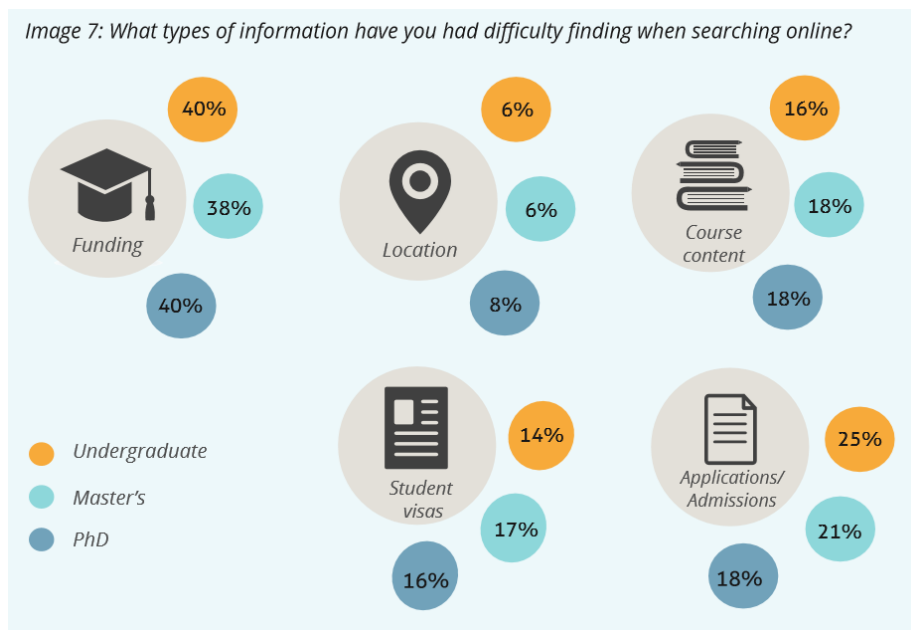 Image 7: What types of information have you had difficulty finding when searching online?
40%
38%
40%
Funding
6%
6%
8%
Location
16%
18%
18%
Course
content
14%
17%
16%
Student
visas
25%
21%
18%
Applications/
Admissions
Undergraduate
Master's
PhD